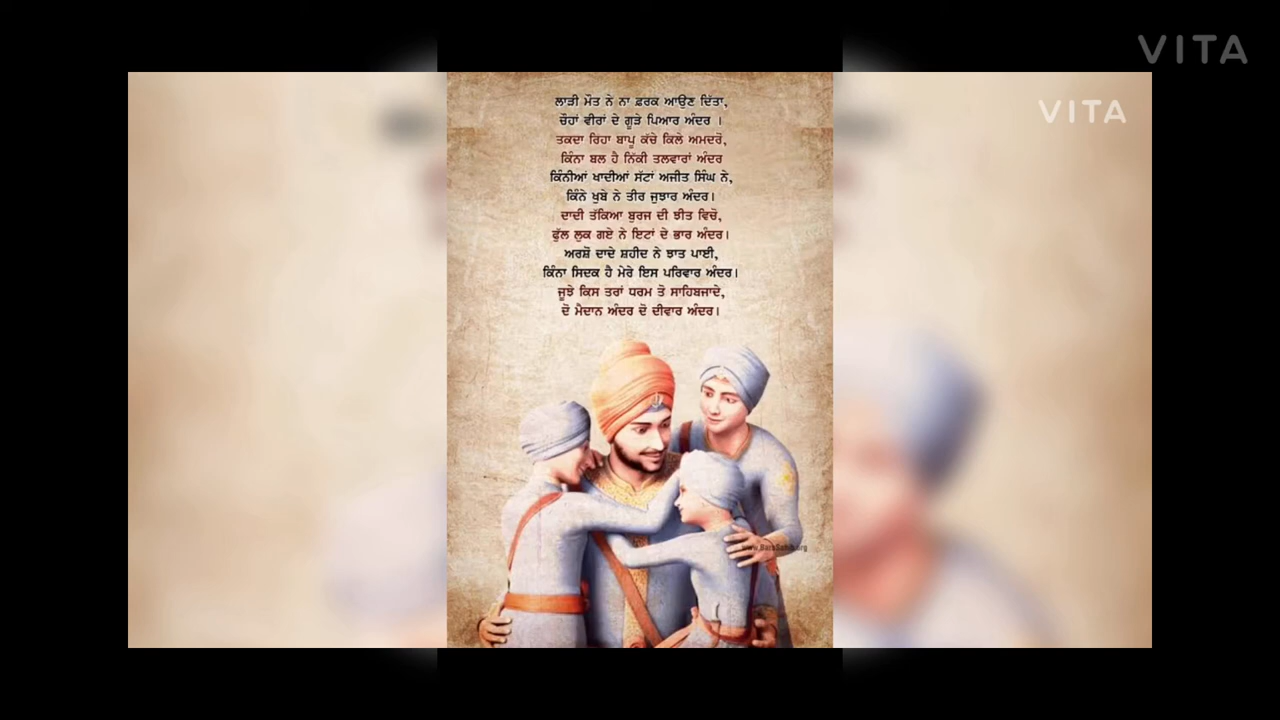 VITA
VITA
ਲਾੜੀ ਮੌਤ ਨੇ ਨਾ ਫ਼ਰਕ ਆਉਣ ਦਿੱਤਾ,
ਚੌਹਾਂ ਵੀਰਾਂ ਦੇ ਗੂੜੇ ਪਿਆਰ ਅੰਦਰ ।
ਤਕਦਾ ਰਿਹਾ ਬਾਪੂ ਕੱਚੇ ਕਿਲੇ ਅਮਦਰੋਂ,
ਕਿੰਨਾ ਬਲ ਹੈ ਨਿੱਕੀ ਤਲਵਾਰਾਂ ਅੰਦਰ
ਕਿੰਨੀਆਂ ਖਾਦੀਆਂ ਸੱਟਾਂ ਅਜੀਤ ਸਿੰਘ ਨੇ,
ਕਿੰਨੇ ਖੁਬੇ ਨੇ ਤੀਰ ਜੁਝਾਰ ਅੰਦਰ।
ਦਾਦੀ ਤੱਕਿਆ ਬੁਰਜ ਦੀ ਝੀਤ ਵਿਚੋਂ,
ਫੁੱਲ ਲੁਕ ਗਏ ਨੇ ਇਟਾਂ ਦੇ ਭਾਰ ਅੰਦਰ।
ਅਰਸ਼ੋਂ ਦਾਦੇ ਸ਼ਹੀਦ ਨੇ ਝਾਤ ਪਾਈ,
ਕਿੰਨਾ ਸਿਦਕ ਹੈ ਮੇਰੇ ਇਸ ਪਰਿਵਾਰ ਅੰਦਰ।
ਜੂਝੇ ਕਿਸ ਤਰਾਂ ਧਰਮ ਤੋ ਸਾਹਿਬਜਾਦੇ,
ਦੋ ਮੈਦਾਨ ਅੰਦਰ ਦੋ ਦੀਵਾਰ ਅੰਦਰ।